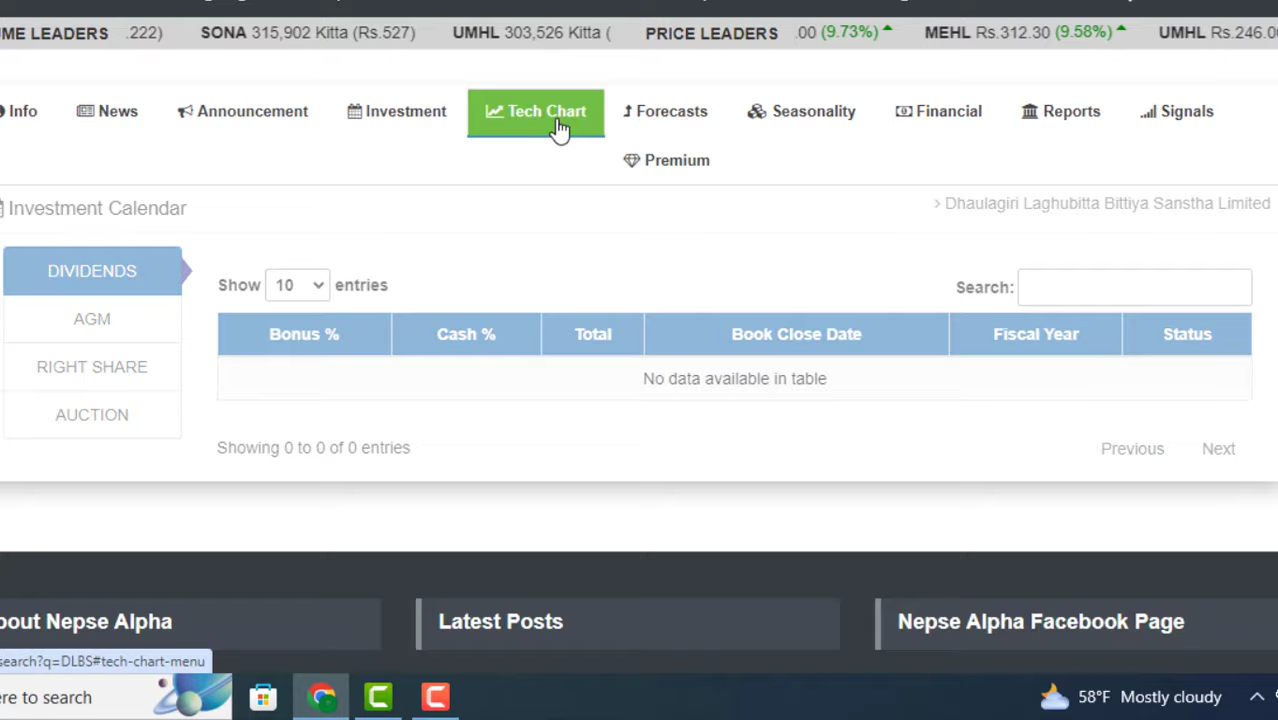 UME LEADERS .222) SONA 315,902 Kitta (Rs.527) UMHL 303,526 Kitta ( PRICE LEADERS .00 (9.73%) MEHL Rs.312.30 (9.58%) UMHL Rs.246.0
Info News Announcement Investment Tech Chart Forecasts Seasonality Financial Reports Signals
Premium
Investment Calendar
> Dhaulagiri Laghubitta Bittiya Sanstha Limited
DIVIDENDS
AGM
RIGHT SHARE
AUCTION
Show 10 entries
Search:
Bonus % Cash % Total Book Close Date Fiscal Year Status
No data available in table
Showing 0 to 0 of 0 entries
Previous Next
bout Nepse Alpha
Latest Posts
Nepse Alpha Facebook Page
search?q=DLBS#tech-chart-menu
ere to search
58°F Mostly cloudy